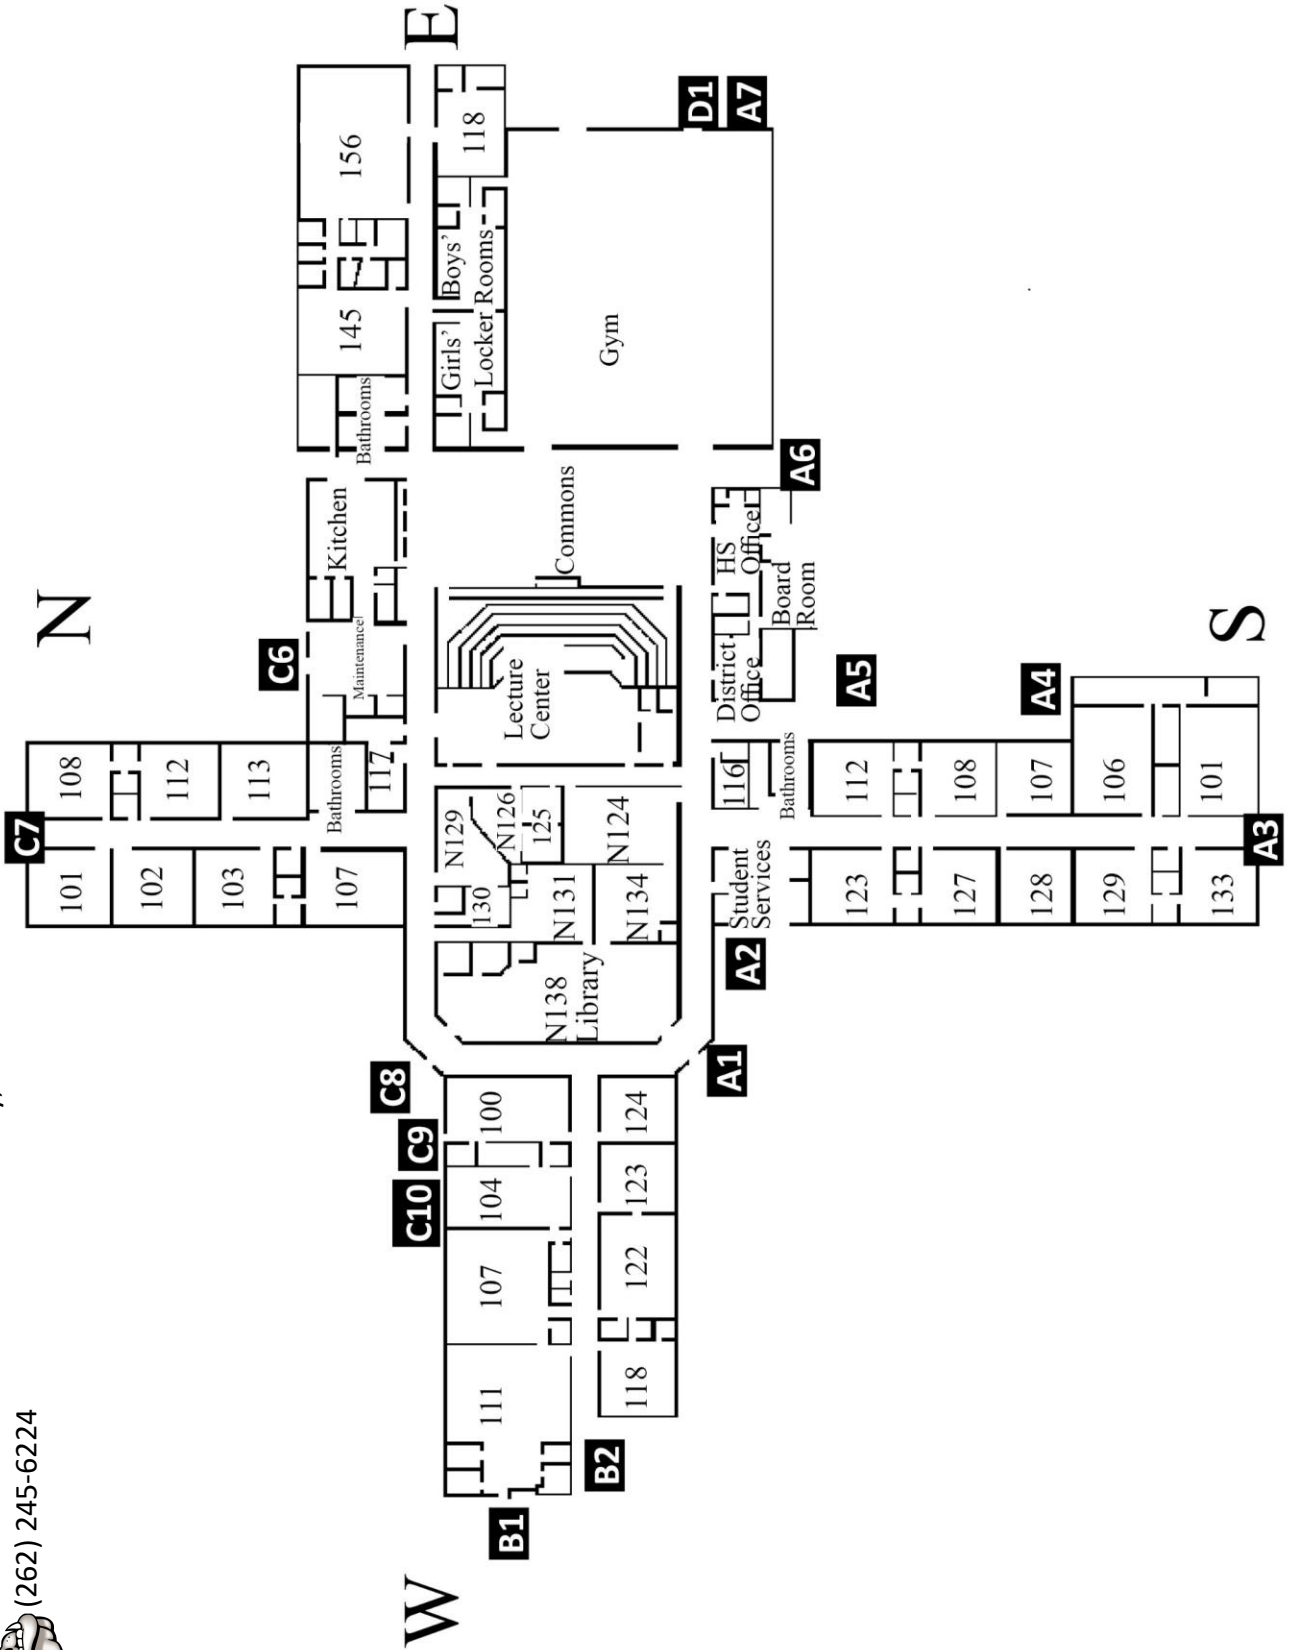 (262) 245-6224
C7
N
101
108
102
112
103
113
C6
107
Bathrooms
Maintenance
Kitchen
Bathrooms
145
156
117
C8
C10
C9
W
E
111
107
104
100
N129
130
N126
125
Girls'
Boys'
Locker Rooms
118
B1
B2
N138
Library
N131
N134
N124
Lecture
Center
Commons
Gym
118
122
123
124
A1
A2
Student
Services
116
District
Office
HS
Office
D1
A7
Bathrooms
Board
Room
A6
123
112
A5
127
108
128
107
A4
129
106
133
101
A3
S